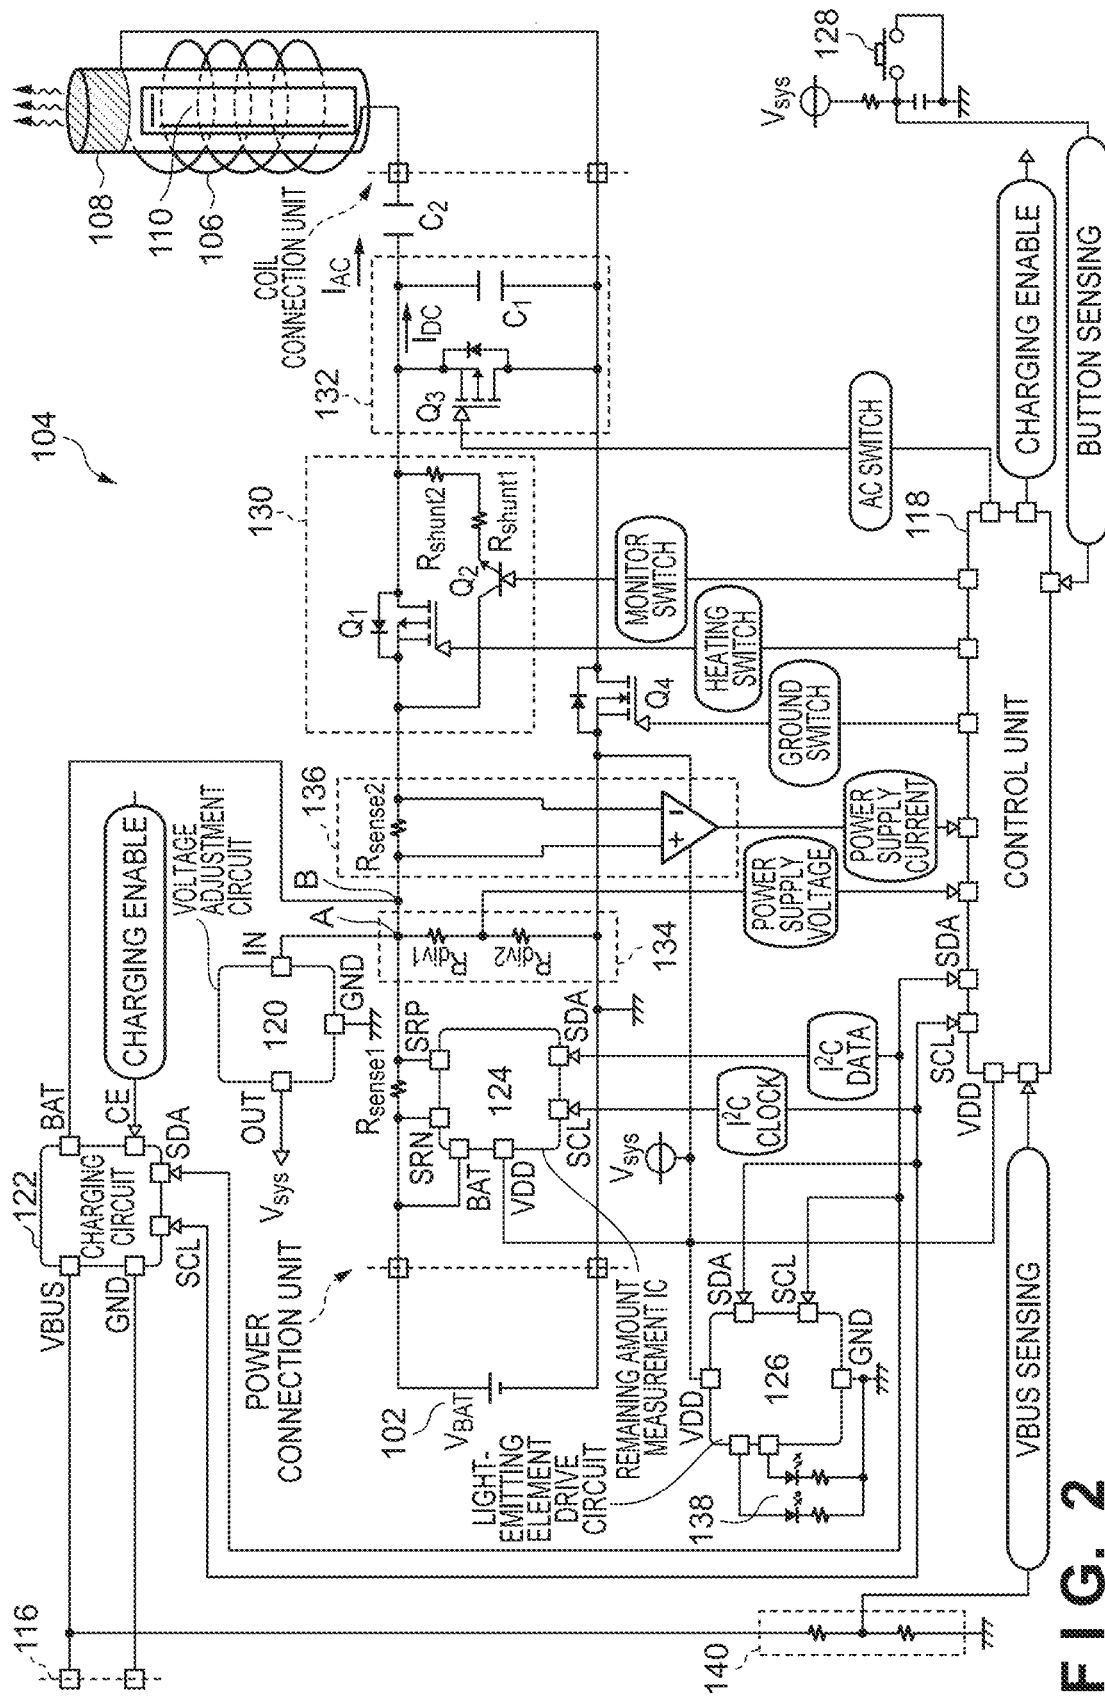 104
116
VBUS
122
CHARGING
CIRCUIT
BAT
GND
SCL
SDA
CE
CHARGING ENABLE
VOLTAGE
ADJUSTMENT
CIRCUIT
OUT
120
IN
GND
Vsys
108
110
106
COIL
CONNECTION UNIT
POWER
CONNECTION UNIT
102
VBAT
SRN
Rsense1
SRP
BAT
VDD
124
SCL
SDA
A
B
Rdiv1
Rdiv2
134
136
Rsense2
+
−
130
Q1
Q2
Rshunt2
Rshunt1
Q4
132
Q3
IDC
IAC
C1
C2
LIGHT-
EMITTING
ELEMENT
DRIVE
CIRCUIT
REMAINING AMOUNT
MEASUREMENT IC
Vsys
VDD
126
SDA
SCL
GND
138
I2C
CLOCK
I2C
DATA
POWER
SUPPLY
VOLTAGE
POWER
SUPPLY
CURRENT
GROUND
SWITCH
HEATING
SWITCH
MONITOR
SWITCH
AC SWITCH
Vsys
128
140
VBUS SENSING
VDD
SCL
SDA
CONTROL UNIT
118
CHARGING ENABLE
BUTTON SENSING
FIG. 2